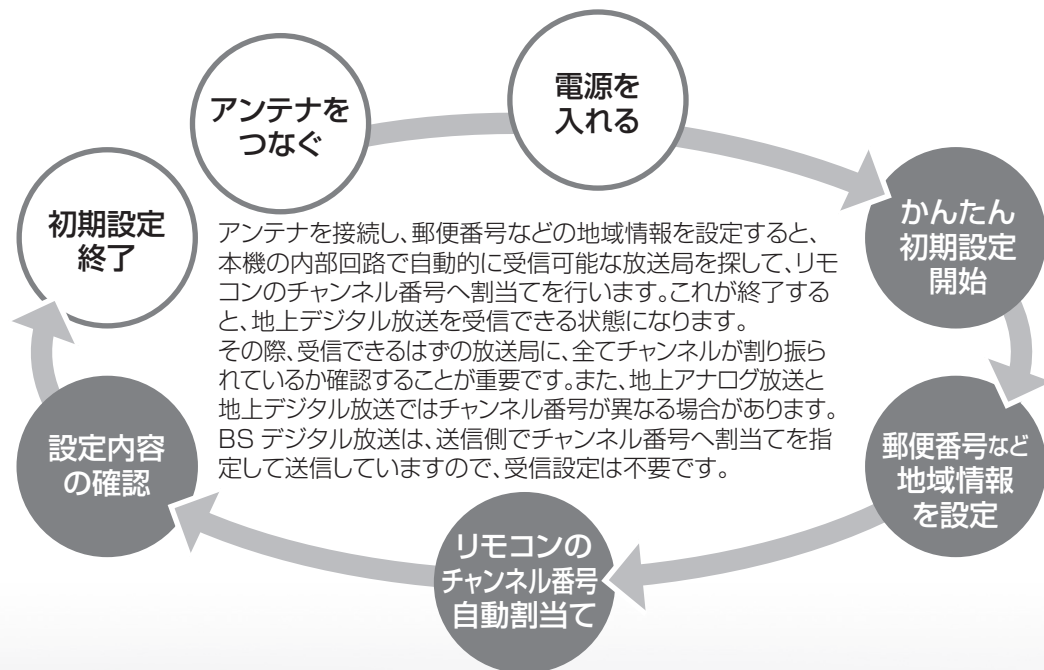 アンテナを
つなぐ
電源を
入れる
かんたん
初期設定
開始
郵便番号など
地域情報
を設定
リモコンの
チャンネル番号
自動割当て
設定内容
の確認
初期設定
終了
アンテナを接続し、郵便番号などの地域情報を設定すると、
本機の内部回路で自動的に受信可能な放送局を探して、リモ
コンのチャンネル番号へ割当てを行います。これが終了する
と、地上デジタル放送を受信できる状態になります。
その際、受信できるはずの放送局に、全てチャンネルが割り振ら
れているか確認することが重要です。また、地上アナログ放送と
地上デジタル放送ではチャンネル番号が異なる場合があります。
BS デジタル放送は、送信側でチャンネル番号へ割当てを指
定して送信していますので、受信設定は不要です。